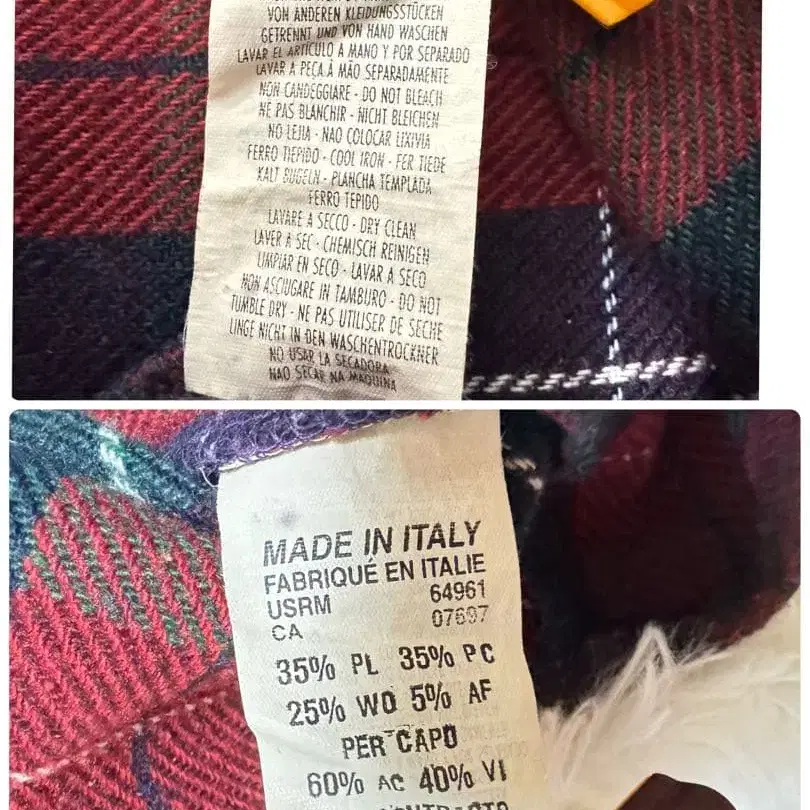 VON ANDEREN KLEIDUNGSSTÜCKEN
GETRENNT UND VON HAND WASCHEN
LAVAR EL ARTICULO A MANO Y POR SEPARADO
LAVAR A PEÇA À MÃO SEPARADAMENTE
NON CANDEGGIARE - DO NOT BLEACH
NE PAS BLANCHIR - NICHT BLEICHEN
NO LEJIA - NAO COLOCAR LIXIVIA
FERRO TIEPIDO - COOL IRON - FER TIEDE
KALT BUGELN - PLANCHA TEMPLADA
FERRO TEPIDO
LAVARE A SECCO - DRY CLEAN
LAVER A SEC - CHEMISCH REINIGEN
LIMPIAR EN SECO - LAVAR A SECO
NON ASCIUGARE IN TAMBURO - DO NOT
TUMBLE DRY - NE PAS UTILISER DE SECHE
LINGE NICHT IN DEN WASCHENTROCKNER
NO USAR LA SECADORA
NAO SECAR NA MAQUINA
MADE IN ITALY
FABRIQUÉ EN ITALIE
USRM 64961
CA 07697
35% PL 35% PC
25% WO 5% AF
PER CAPO
60% AC 40% VI